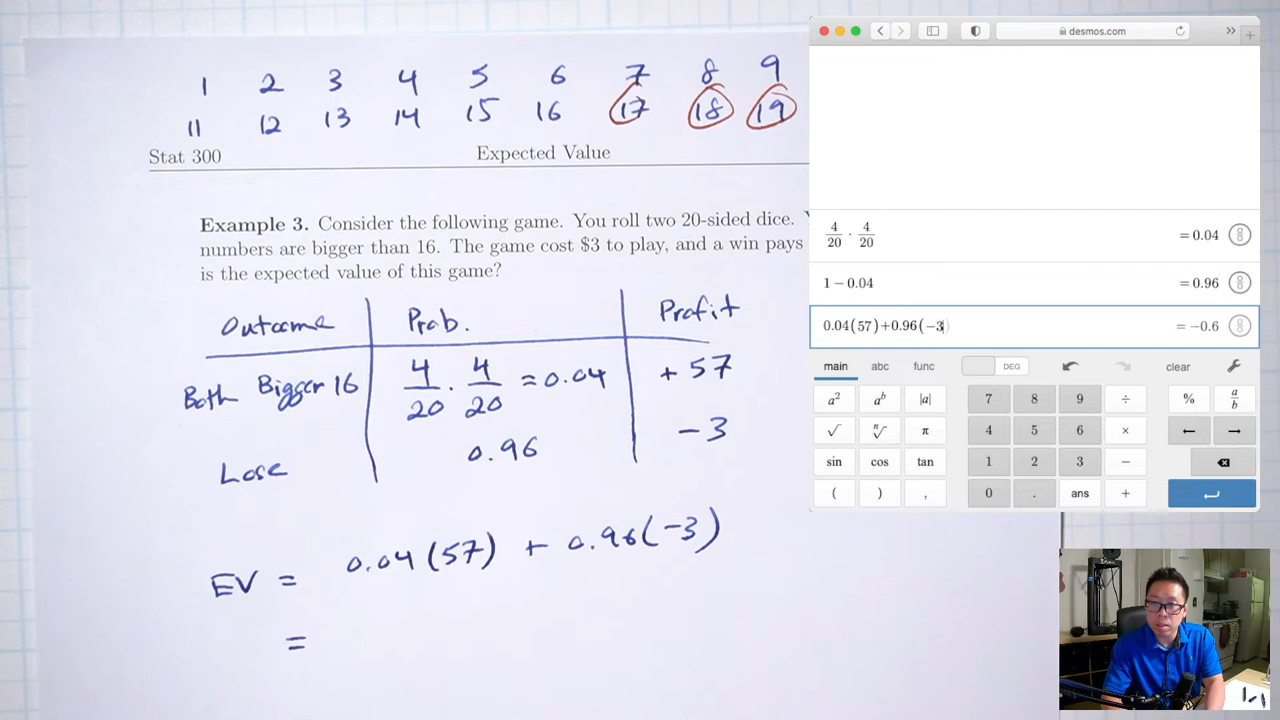 1 2 3 4 5 6 7 8 9
11 12 13 14 15 16 17 18 19
Stat 300 Expected Value
Example 3. Consider the following game. You roll two 20-sided dice.
numbers are bigger than 16. The game cost $3 to play, and a win pays
is the expected value of this game?
Outcome Prob. Profit
Both Bigger 16 4/20 · 4/20 = 0.04 +57
Lose 0.96 -3
EV = 0.04(57) + 0.96(-3)
=
desmos.com
4/20 · 4/20 = 0.04
1 − 0.04 = 0.96
0.04(57)+0.96(−3) = −0.6
main abc func DEG clear
a² aᵇ |a| 7 8 9 ÷ % a/b
√ ⁿ√ π 4 5 6 × ← →
sin cos tan 1 2 3 −
( ) , 0 . ans +